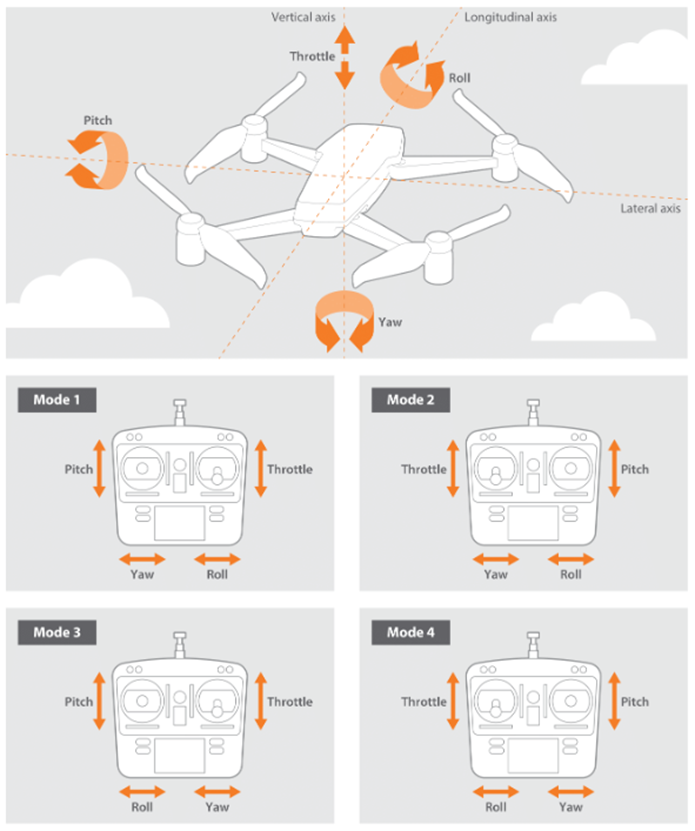 Vertical axis
Longitudinal axis
Throttle
Roll
Pitch
Lateral axis
Yaw
Mode 1
Pitch
Throttle
Yaw
Roll
Mode 2
Throttle
Pitch
Yaw
Roll
Mode 3
Pitch
Throttle
Roll
Yaw
Mode 4
Throttle
Pitch
Roll
Yaw